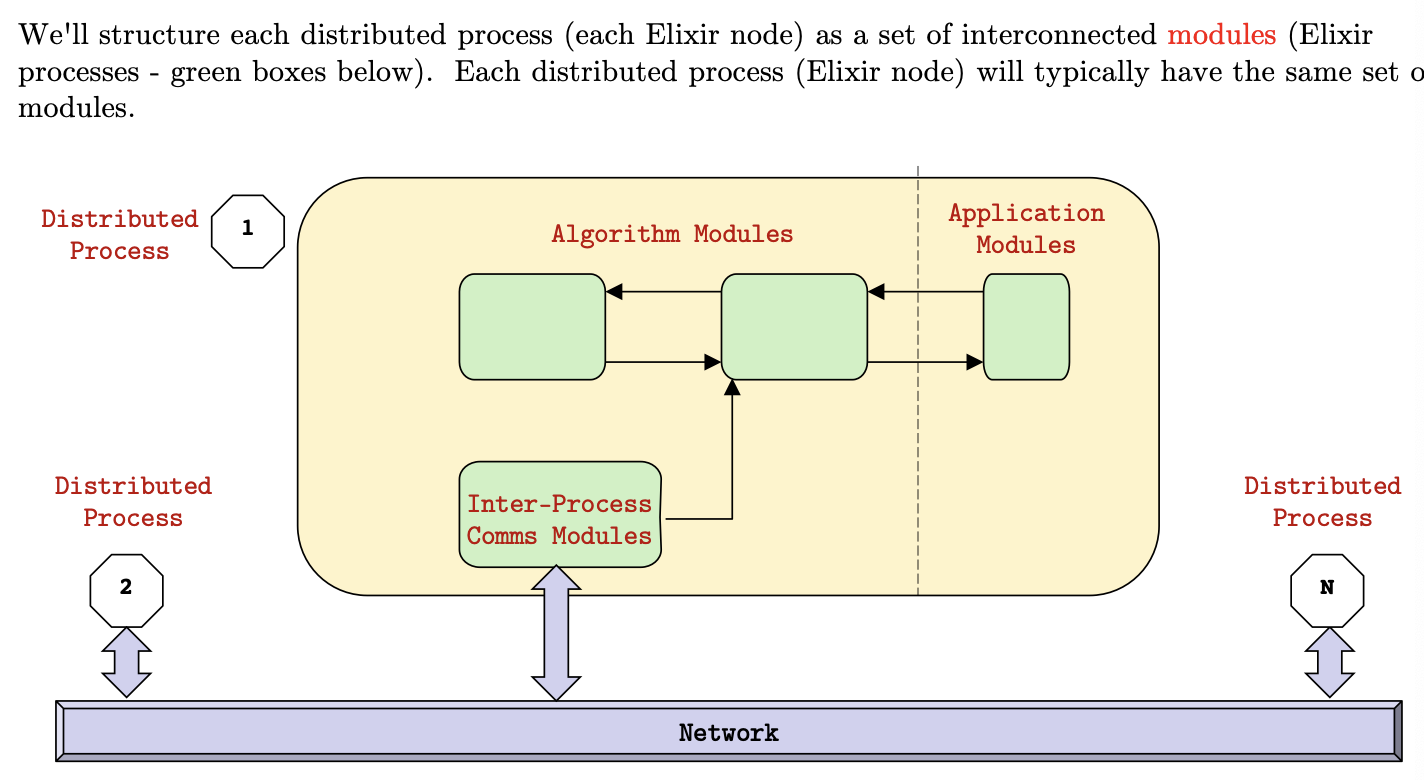 We'll structure each distributed process (each Elixir node) as a set of interconnected modules (Elixir
processes - green boxes below).  Each distributed process (Elixir node) will typically have the same set o
modules.
Distributed
Process
1
Algorithm Modules
Application
Modules
Inter-Process
Comms Modules
Distributed
Process
2
Distributed
Process
N
Network